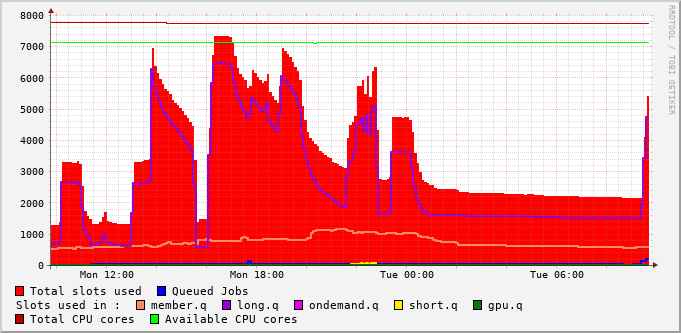 8000
7000
6000
5000
4000
3000
2000
1000
0
Mon 12:00 Mon 18:00 Tue 00:00 Tue 06:00
RRDTOOL / TOBI OETIKER
Total slots used Queued Jobs
Slots used in : member.q long.q ondemand.q short.q gpu.q
Total CPU cores Available CPU cores